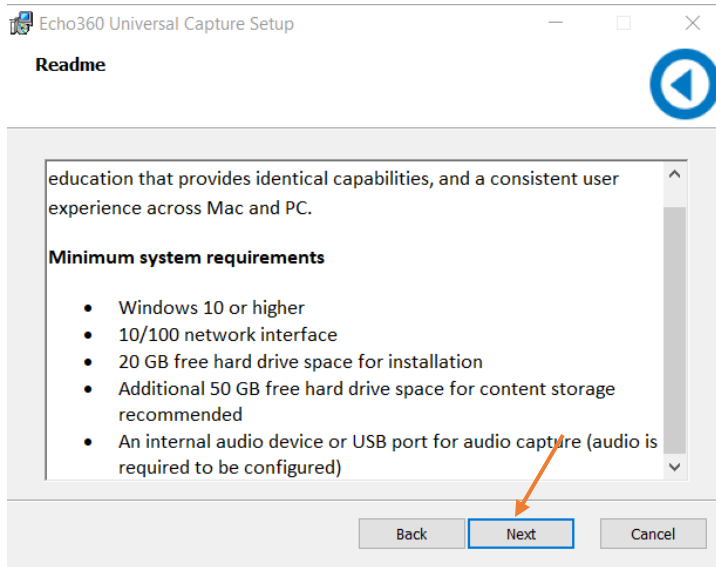 Echo360 Universal Capture Setup
Readme
education that provides identical capabilities, and a consistent user
experience across Mac and PC.
Minimum system requirements
• Windows 10 or higher
• 10/100 network interface
• 20 GB free hard drive space for installation
• Additional 50 GB free hard drive space for content storage
recommended
• An internal audio device or USB port for audio capture (audio is
required to be configured)
Back Next Cancel